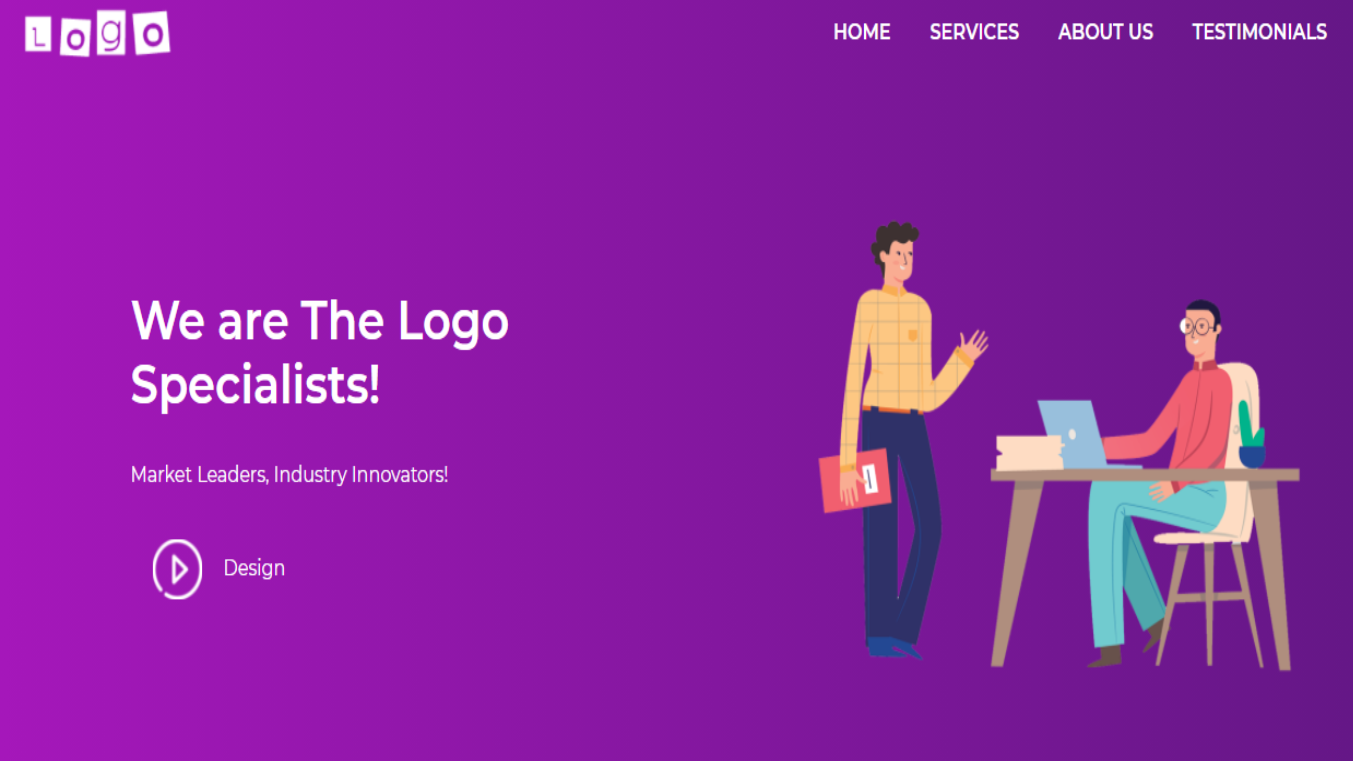 Logo
HOME SERVICES ABOUT US TESTIMONIALS
We are The Logo
Specialists!
Market Leaders, Industry Innovators!
Design